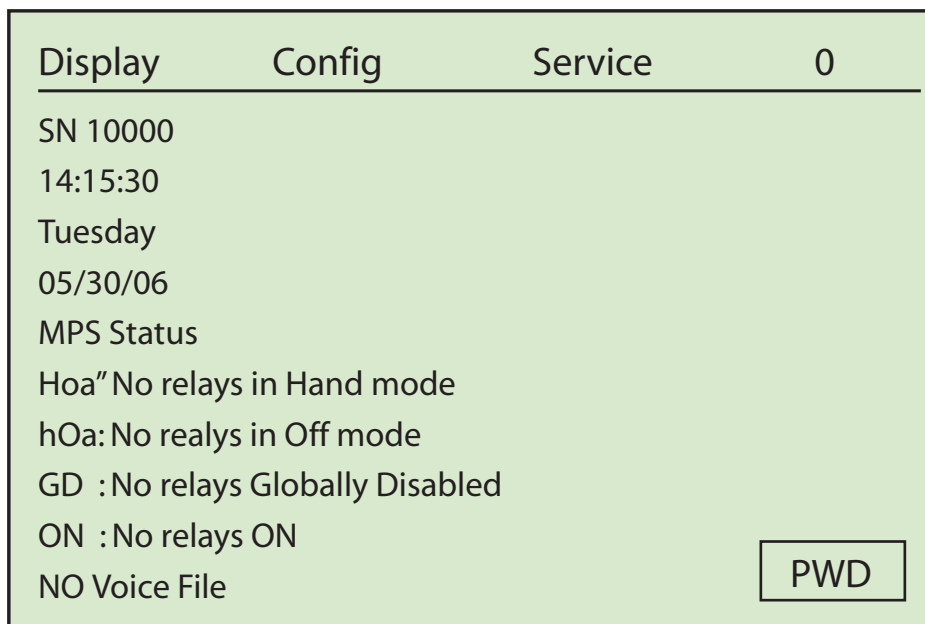 Display Config Service 0
SN 10000
14:15:30
Tuesday
05/30/06
MPS Status
Hoa” No relays in Hand mode
hOa: No realys in Off mode
GD : No relays Globally Disabled
ON : No relays ON
NO Voice File
PWD